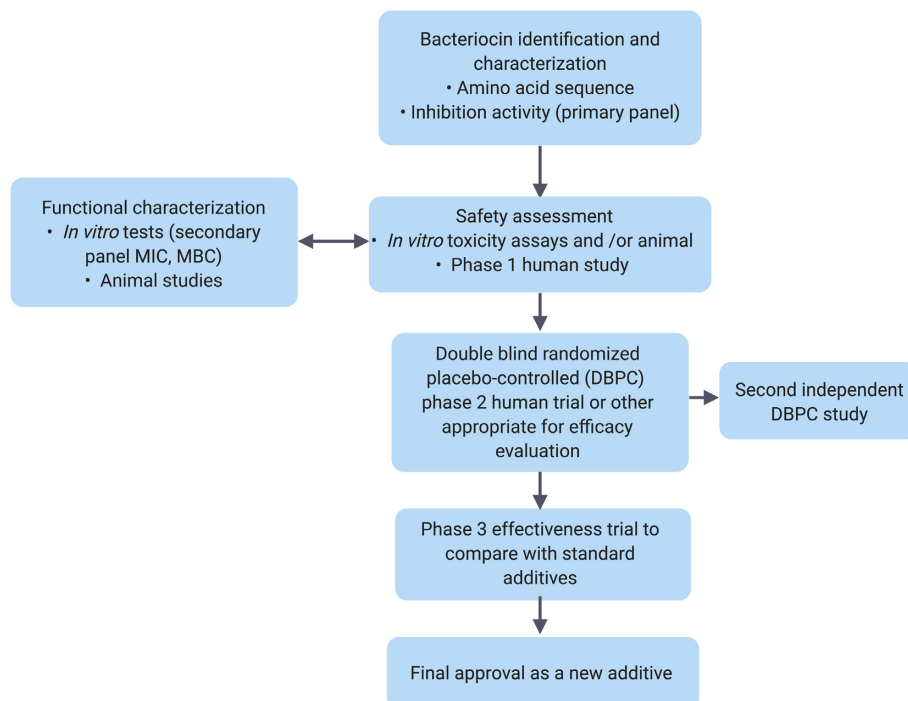 Bacteriocin identification and
characterization
• Amino acid sequence
• Inhibition activity (primary panel)
Functional characterization
• In vitro tests (secondary
panel MIC, MBC)
• Animal studies
Safety assessment
• In vitro toxicity assays and /or animal
• Phase 1 human study
Double blind randomized
placebo-controlled (DBPC)
phase 2 human trial or other
appropriate for efficacy
evaluation
Second independent
DBPC study
Phase 3 effectiveness trial to
compare with standard
additives
Final approval as a new additive